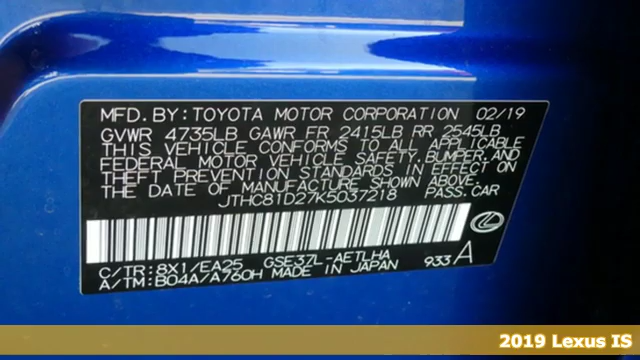 MFD. BY: TOYOTA MOTOR CORPORATION 02/19
GVWR 4735LB GAWR FR 2415LB RR 2545LB
THIS VEHICLE CONFORMS TO ALL APPLICABLE
FEDERAL MOTOR VEHICLE SAFETY, BUMPER, AND
THEFT PREVENTION STANDARDS IN EFFECT ON
THE DATE OF MANUFACTURE SHOWN ABOVE.
JTHC81D27K5037218 PASS. CAR
C/TR: 8X1/EA25 GSE37L-AETLHA
A/TM: B04A/A760H MADE IN JAPAN 933 A
2019 Lexus IS